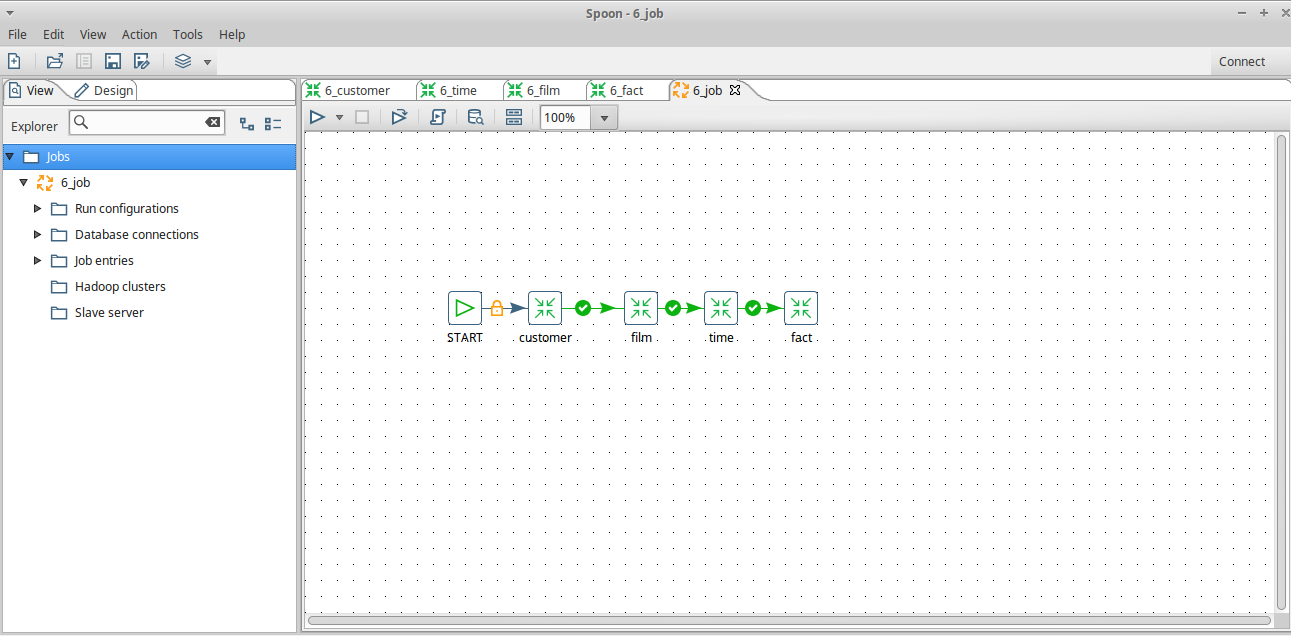 Spoon - 6_job
File Edit View Action Tools Help
Connect
View Design
6_customer 6_time 6_film 6_fact 6_job
Explorer
100%
Jobs
6_job
Run configurations
Database connections
Job entries
Hadoop clusters
Slave server
START customer film time fact